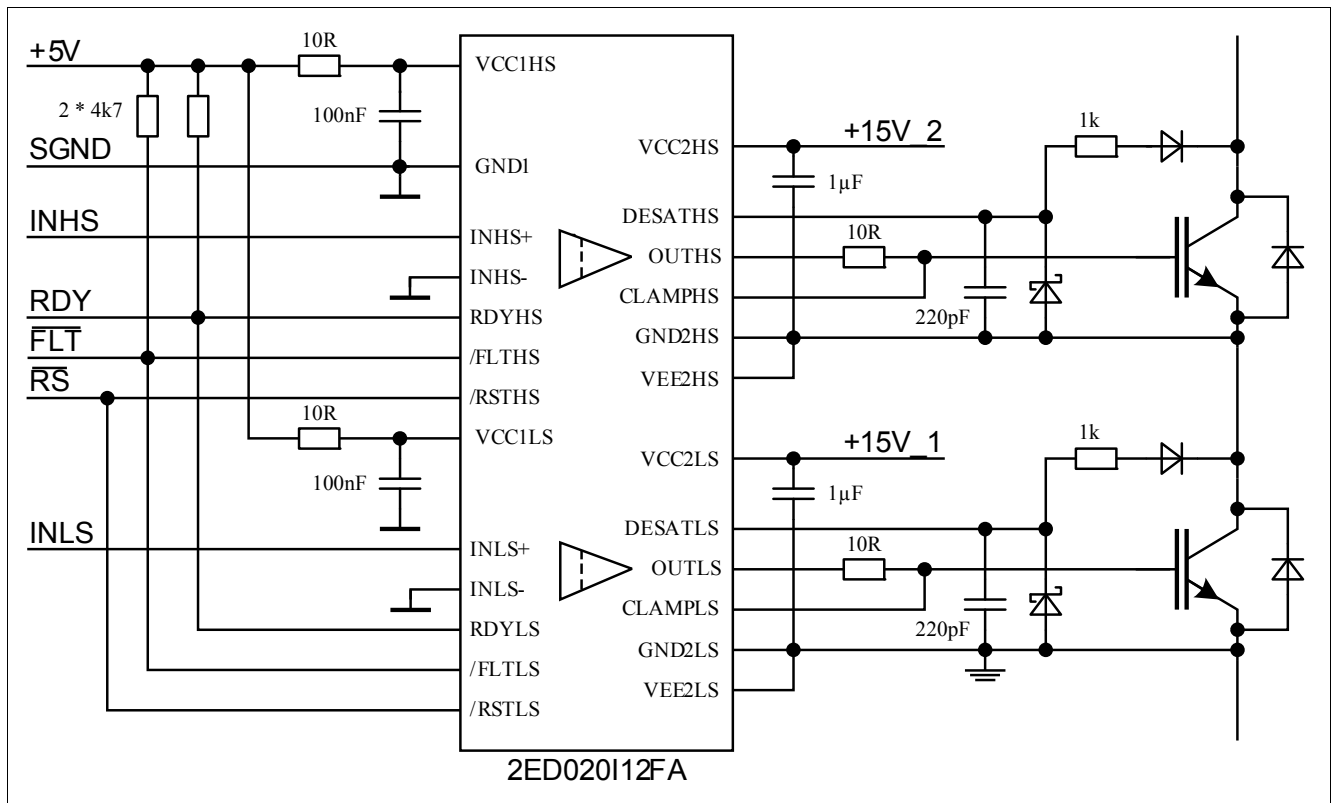 +5V
10R
VCC1HS
2 * 4k7
100nF
SGND
GND1
INHS
INHS+
INHS-
RDY
RDYHS
FLT
/FLTHS
RS
/RSTHS
10R
VCC1LS
100nF
INLS
INLS+
INLS-
RDYLS
/FLTLS
/RSTLS
VCC2HS
+15V_2
1k
1µF
DESATHS
10R
OUTHS
CLAMPHS
220pF
GND2HS
VEE2HS
VCC2LS
+15V_1
1k
1µF
DESATLS
10R
OUTLS
CLAMPLS
220pF
GND2LS
VEE2LS
2ED020I12FA